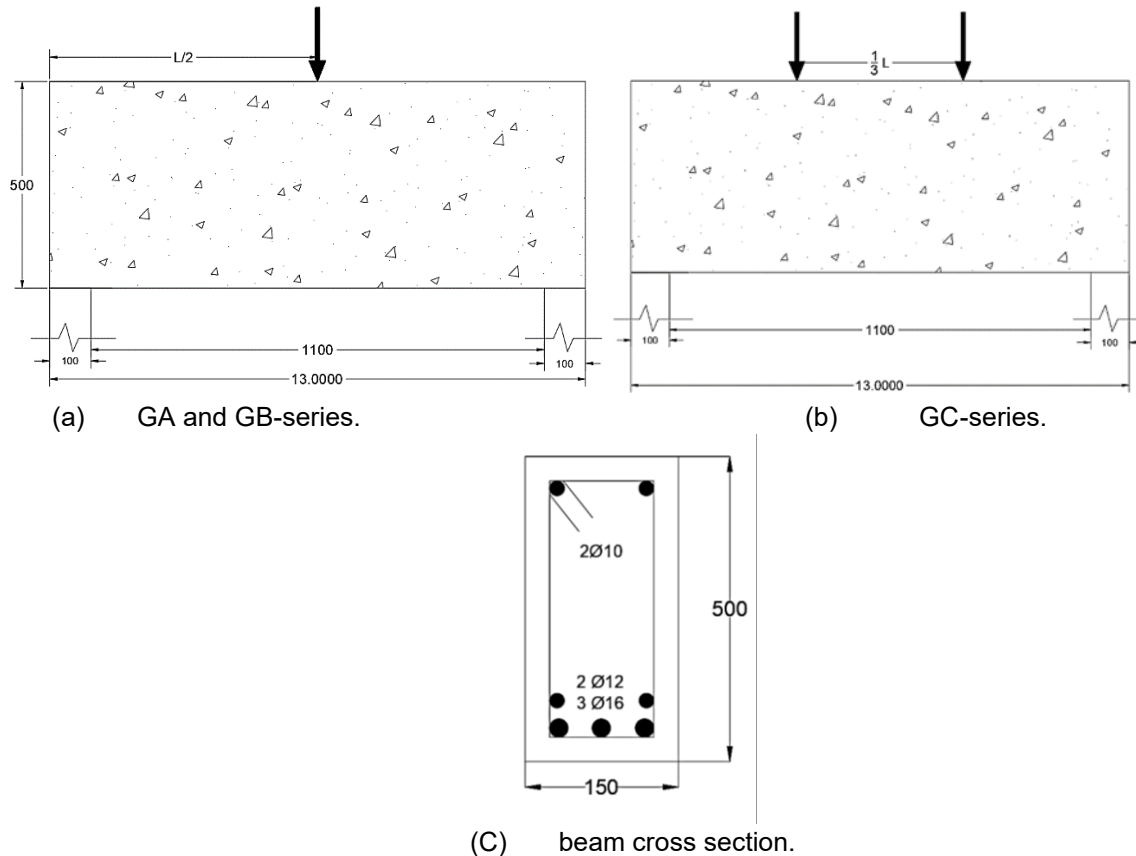 L/2
500
1100
100
100
13.0000
(a) GA and GB-series.
1/3 L
1100
100
100
13.0000
(b) GC-series.
2Ø10
500
2 Ø12
3 Ø16
150
(C) beam cross section.